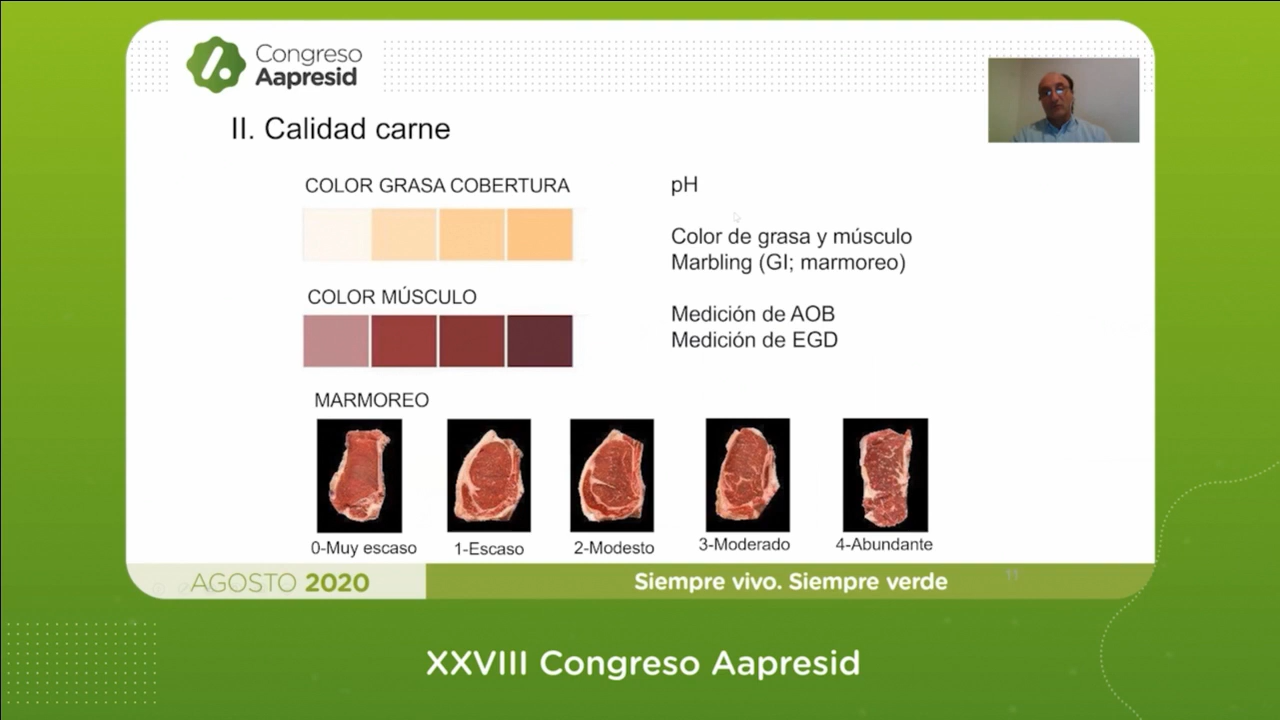 Congreso
Aapresid
II. Calidad carne
COLOR GRASA COBERTURA
COLOR MÚSCULO
MARMOREO
0-Muy escaso
1-Escaso
2-Modesto
3-Moderado
4-Abundante
pH
Color de grasa y músculo
Marbling (GI; marmoreo)
Medición de AOB
Medición de EGD
AGOSTO 2020
Siempre vivo. Siempre verde
XXVIII Congreso Aapresid